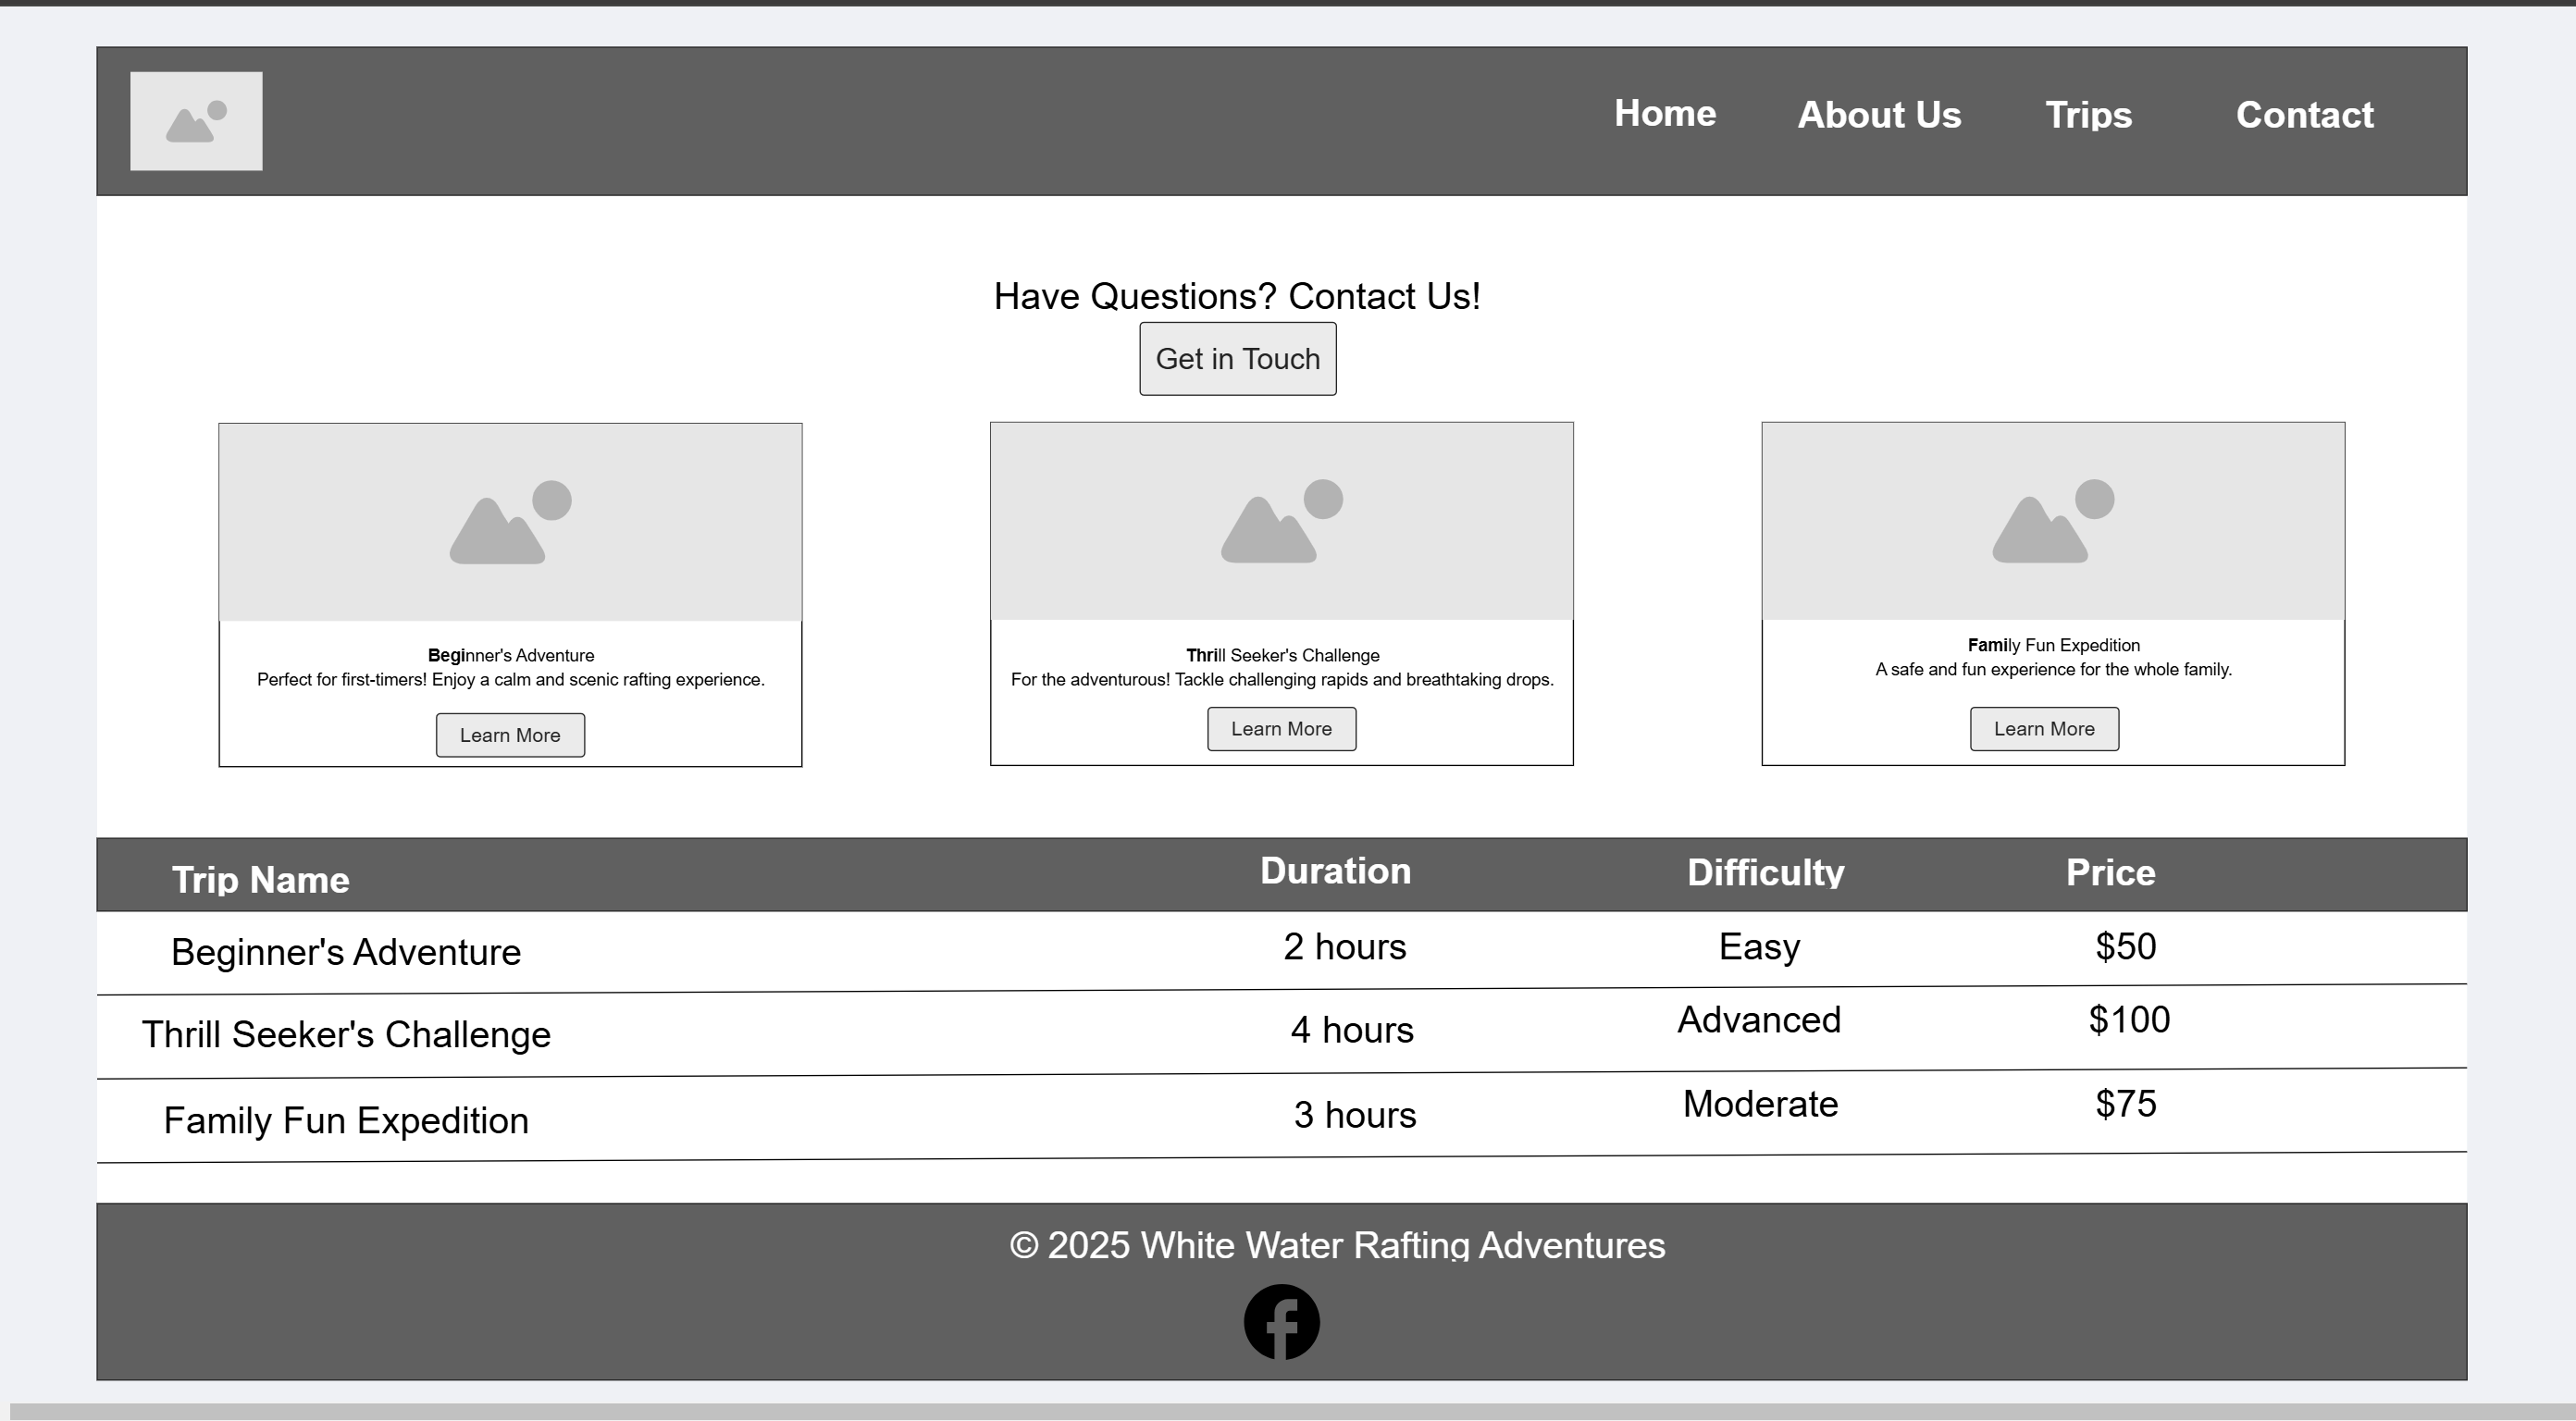 Home About Us Trips Contact
Have Questions? Contact Us!
Get in Touch
Beginner's Adventure
Perfect for first-timers! Enjoy a calm and scenic rafting experience.
Learn More
Thrill Seeker's Challenge
For the adventurous! Tackle challenging rapids and breathtaking drops.
Learn More
Family Fun Expedition
A safe and fun experience for the whole family.
Learn More
Trip Name Duration Difficulty Price
Beginner's Adventure 2 hours Easy $50
Thrill Seeker's Challenge 4 hours Advanced $100
Family Fun Expedition 3 hours Moderate $75
© 2025 White Water Rafting Adventures